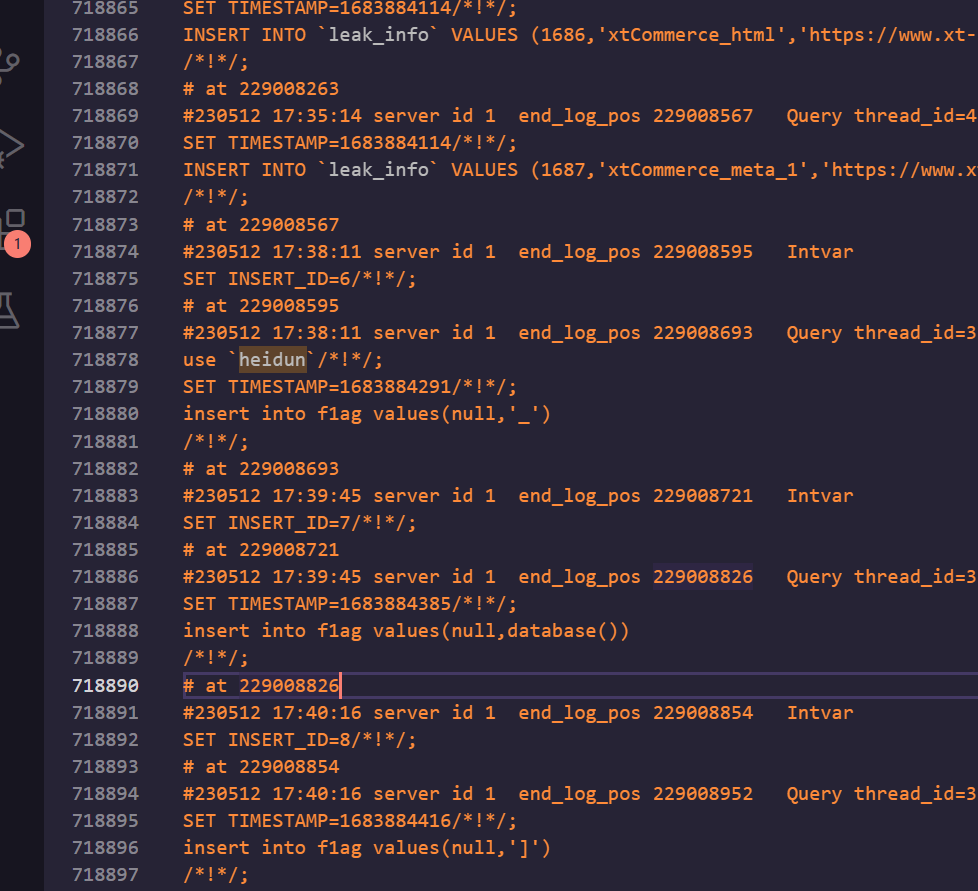 718865 SET TIMESTAMP=1683884114/*!*/;
718866 INSERT INTO `leak_info` VALUES (1686,'xtCommerce_html','https://www.xt-
718867 /*!*/;
718868 # at 229008263
718869 #230512 17:35:14 server id 1  end_log_pos 229008567   Query thread_id=4
718870 SET TIMESTAMP=1683884114/*!*/;
718871 INSERT INTO `leak_info` VALUES (1687,'xtCommerce_meta_1','https://www.x
718872 /*!*/;
718873 # at 229008567
718874 #230512 17:38:11 server id 1  end_log_pos 229008595   Intvar
718875 SET INSERT_ID=6/*!*/;
718876 # at 229008595
718877 #230512 17:38:11 server id 1  end_log_pos 229008693   Query thread_id=3
718878 use `heidun`/*!*/;
718879 SET TIMESTAMP=1683884291/*!*/;
718880 insert into f1ag values(null,'_')
718881 /*!*/;
718882 # at 229008693
718883 #230512 17:39:45 server id 1  end_log_pos 229008721   Intvar
718884 SET INSERT_ID=7/*!*/;
718885 # at 229008721
718886 #230512 17:39:45 server id 1  end_log_pos 229008826   Query thread_id=3
718887 SET TIMESTAMP=1683884385/*!*/;
718888 insert into f1ag values(null,database())
718889 /*!*/;
1
718890 # at 229008826
718891 #230512 17:40:16 server id 1  end_log_pos 229008854   Intvar
718892 SET INSERT_ID=8/*!*/;
718893 # at 229008854
718894 #230512 17:40:16 server id 1  end_log_pos 229008952   Query thread_id=3
718895 SET TIMESTAMP=1683884416/*!*/;
718896 insert into f1ag values(null,']')
718897 /*!*/;